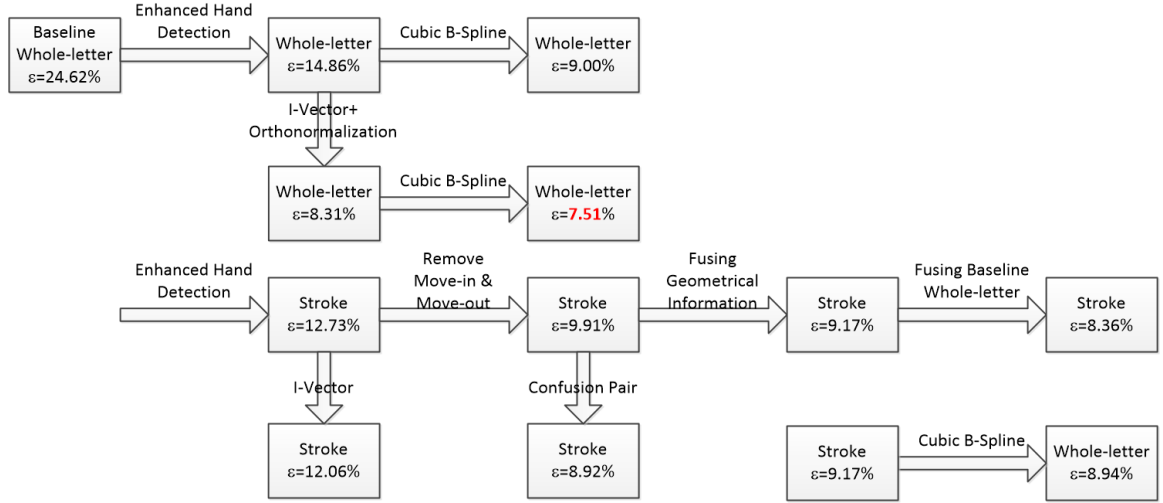 Baseline
Whole-letter
ε=24.62%
Enhanced Hand
Detection
Whole-letter
ε=14.86%
Cubic B-Spline
Whole-letter
ε=9.00%
I-Vector+
Orthonormalization
Whole-letter
ε=8.31%
Cubic B-Spline
Whole-letter
ε=7.51%
Enhanced Hand
Detection
Stroke
ε=12.73%
Remove
Move-in &
Move-out
Stroke
ε=9.91%
Fusing
Geometrical
Information
Stroke
ε=9.17%
Fusing Baseline
Whole-letter
Stroke
ε=8.36%
I-Vector
Stroke
ε=12.06%
Confusion Pair
Stroke
ε=8.92%
Stroke
ε=9.17%
Cubic B-Spline
Whole-letter
ε=8.94%